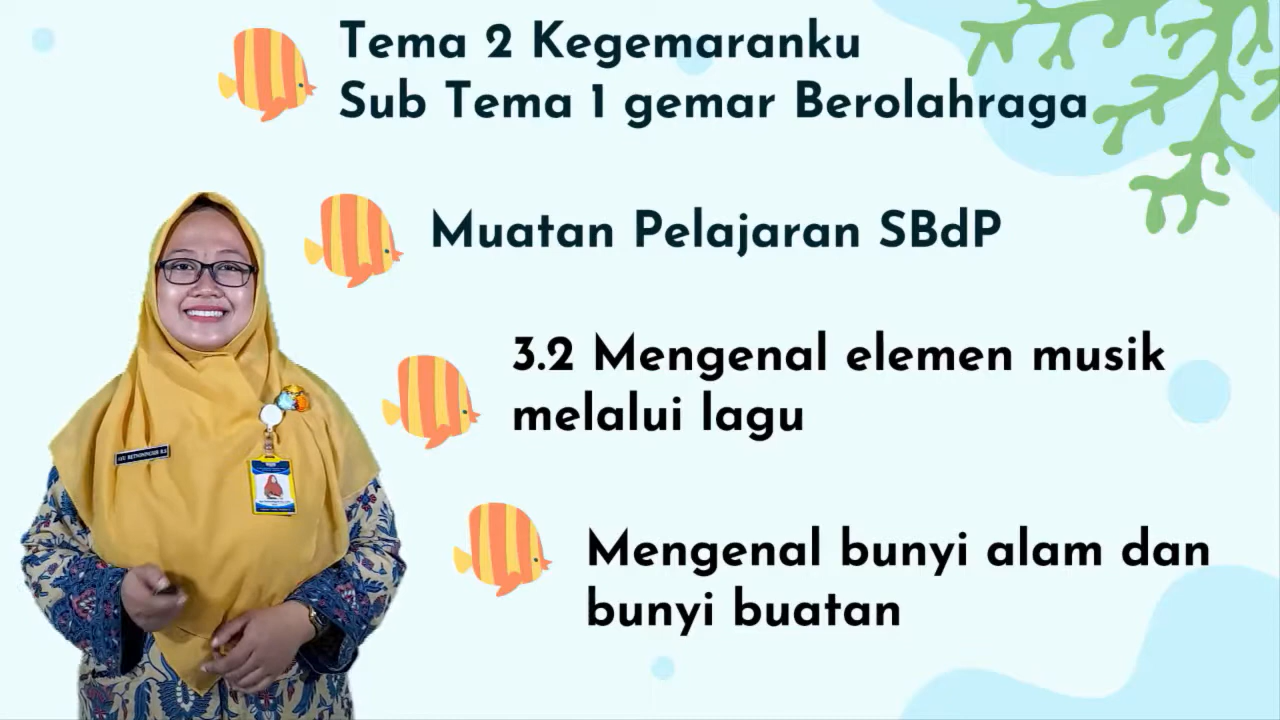 Tema 2 Kegemaranku
Sub Tema 1 gemar Berolahraga
Muatan Pelajaran SBdP
3.2 Mengenal elemen musik
melalui lagu
Mengenal bunyi alam dan
bunyi buatan